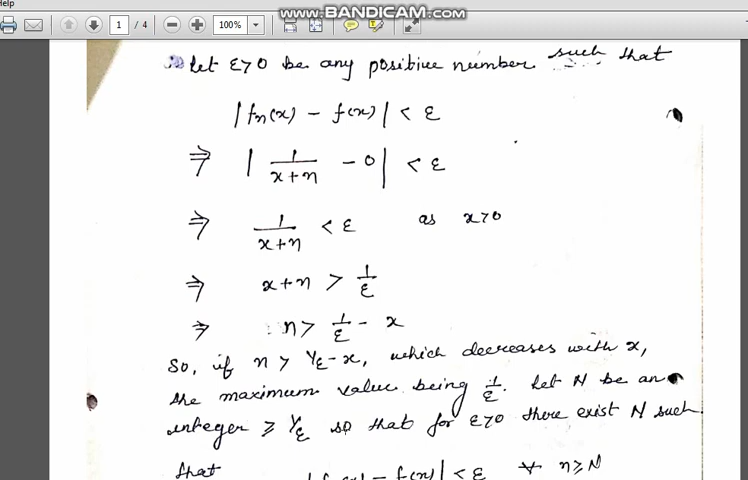 Help
WWW.BANDICAM.COM
1 / 4
100%
Let ε>0 be any positive number such that
|fn(x) - f(x)| < ε
⇒ | 1/(x+n) - 0| < ε
⇒ 1/(x+n) < ε as x>0
⇒ x+n > 1/ε
⇒ n > 1/ε - x
So, if n > 1/ε - x, which decreases with x,
the maximum value being 1/ε. Let N be an
integer ≥ 1/ε so that for ε>0 there exist N such
that |fn(x) - f(x)| < ε ∀ n≥N